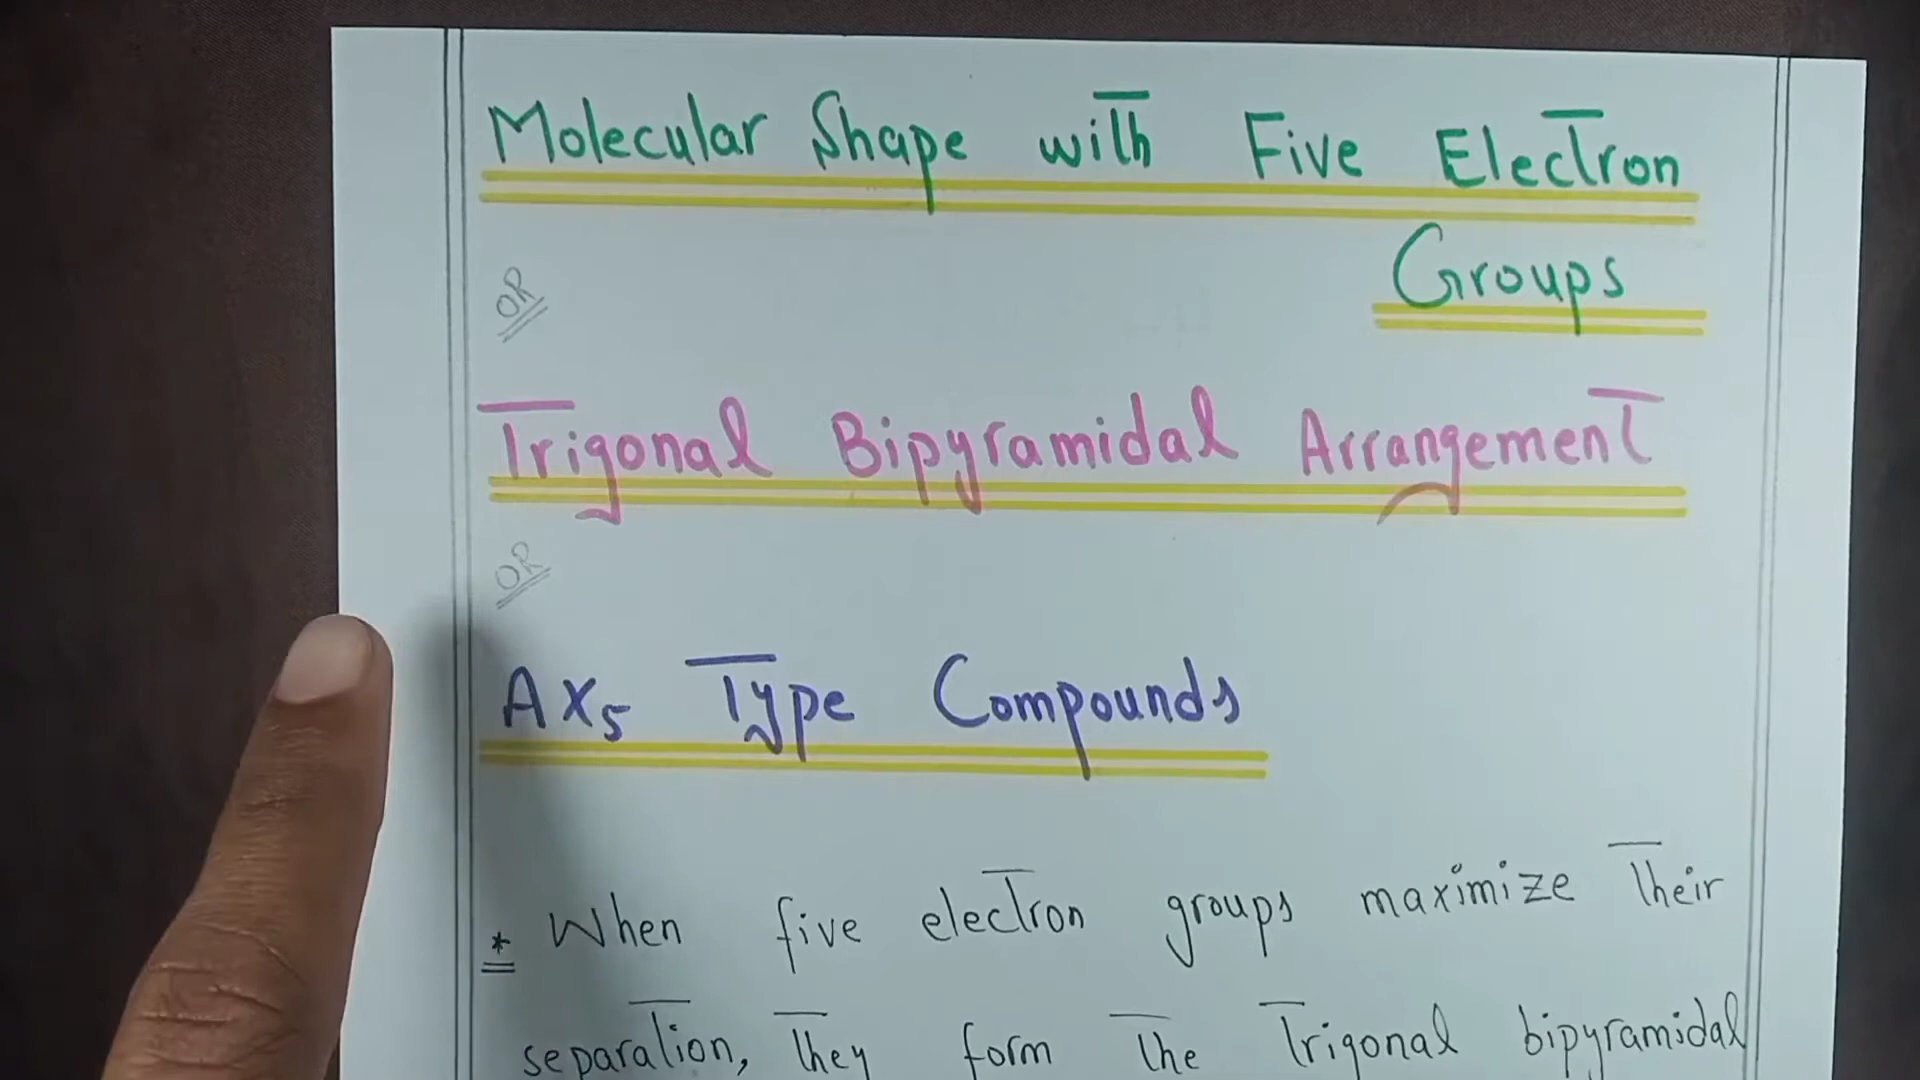 Molecular Shape with Five Electron
Groups
OR
Trigonal Bipyramidal Arrangement
OR
AX₅ Type Compounds
* When five electron groups maximize their
separation, they form the trigonal bipyramidal